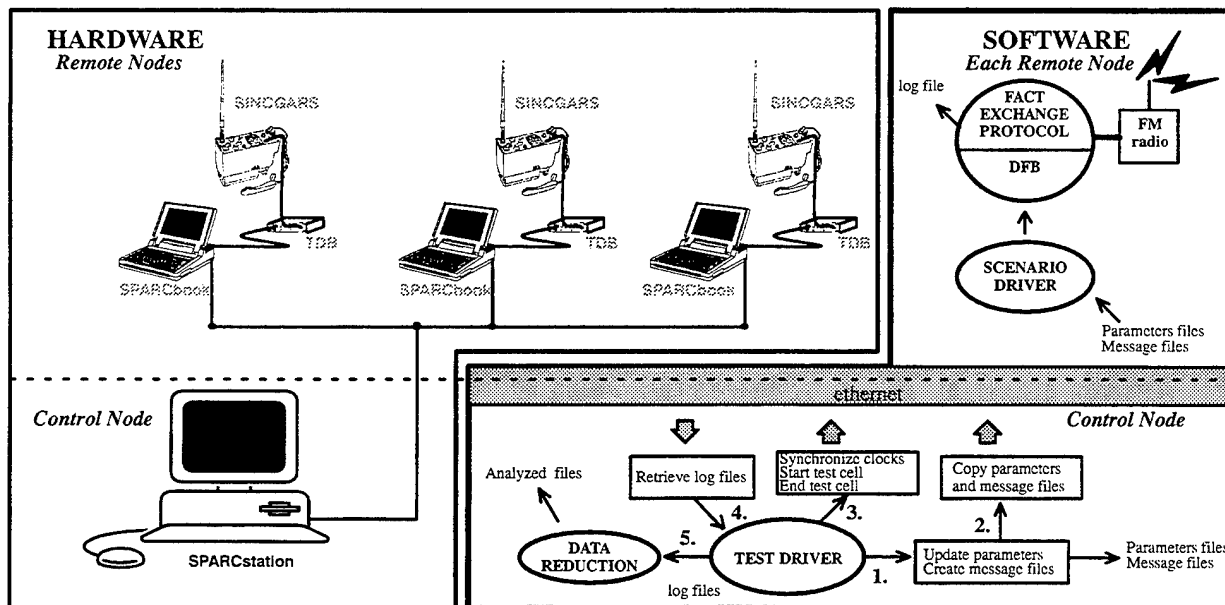 HARDWARE
Remote Nodes
SINCGARS
SINCGARS
SINCGARS
TDB
TDB
TDB
SPARCbook
SPARCbook
SPARCbook
Control Node
SPARCstation
SOFTWARE
Each Remote Node
log file
FACT
EXCHANGE
PROTOCOL
DFB
FM
radio
SCENARIO
DRIVER
Parameters files
Message files
ethernet
Control Node
Analyzed files
Retrieve log files
Synchronize clocks
Start test cell
End test cell
Copy parameters
and message files
4.
3.
2.
5.
1.
DATA
REDUCTION
TEST DRIVER
log files
Update parameters
Create message files
Parameters files
Message files